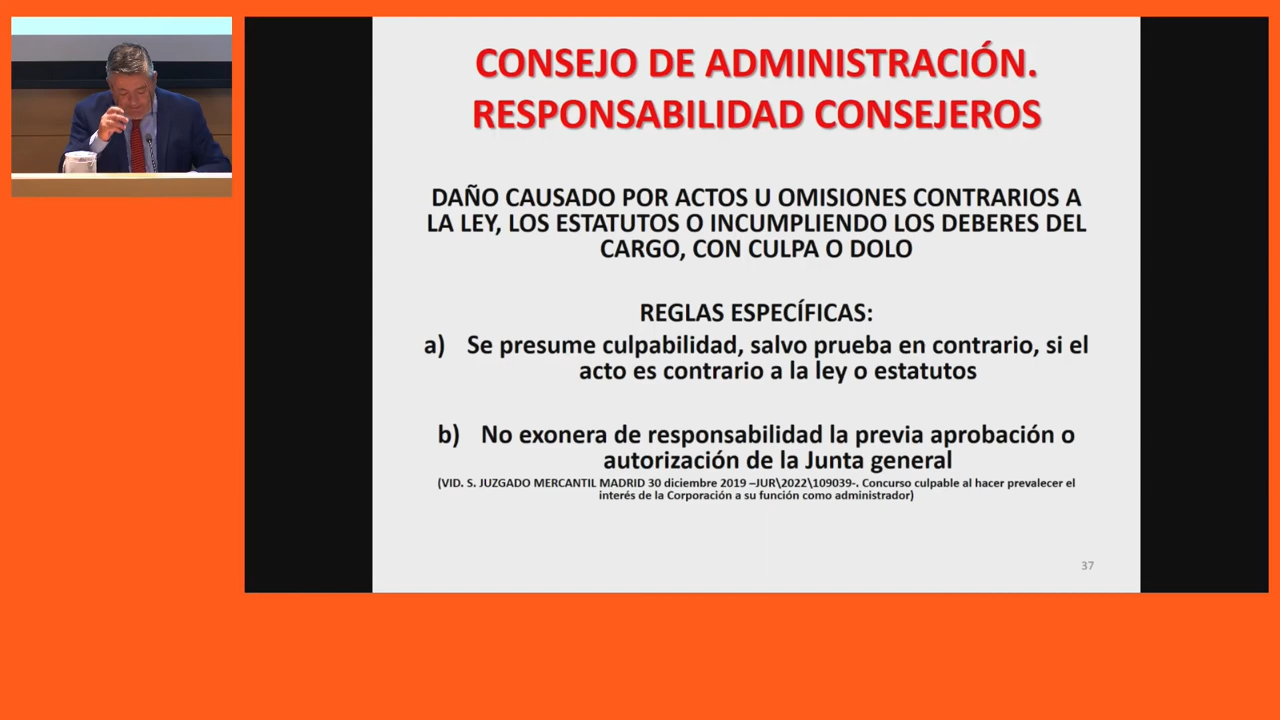 CONSEJO DE ADMINISTRACIÓN.
RESPONSABILIDAD CONSEJEROS
DAÑO CAUSADO POR ACTOS U OMISIONES CONTRARIOS A
LA LEY, LOS ESTATUTOS O INCUMPLIENDO LOS DEBERES DEL
CARGO, CON CULPA O DOLO
REGLAS ESPECÍFICAS:
a) Se presume culpabilidad, salvo prueba en contrario, si el
acto es contrario a la ley o estatutos
b) No exonera de responsabilidad la previa aprobación o
autorización de la Junta general
(VID. S. JUZGADO MERCANTIL MADRID 30 diciembre 2019 –JUR\2022\109039-. Concurso culpable al hacer prevalecer el
interés de la Corporación a su función como administrador)
37